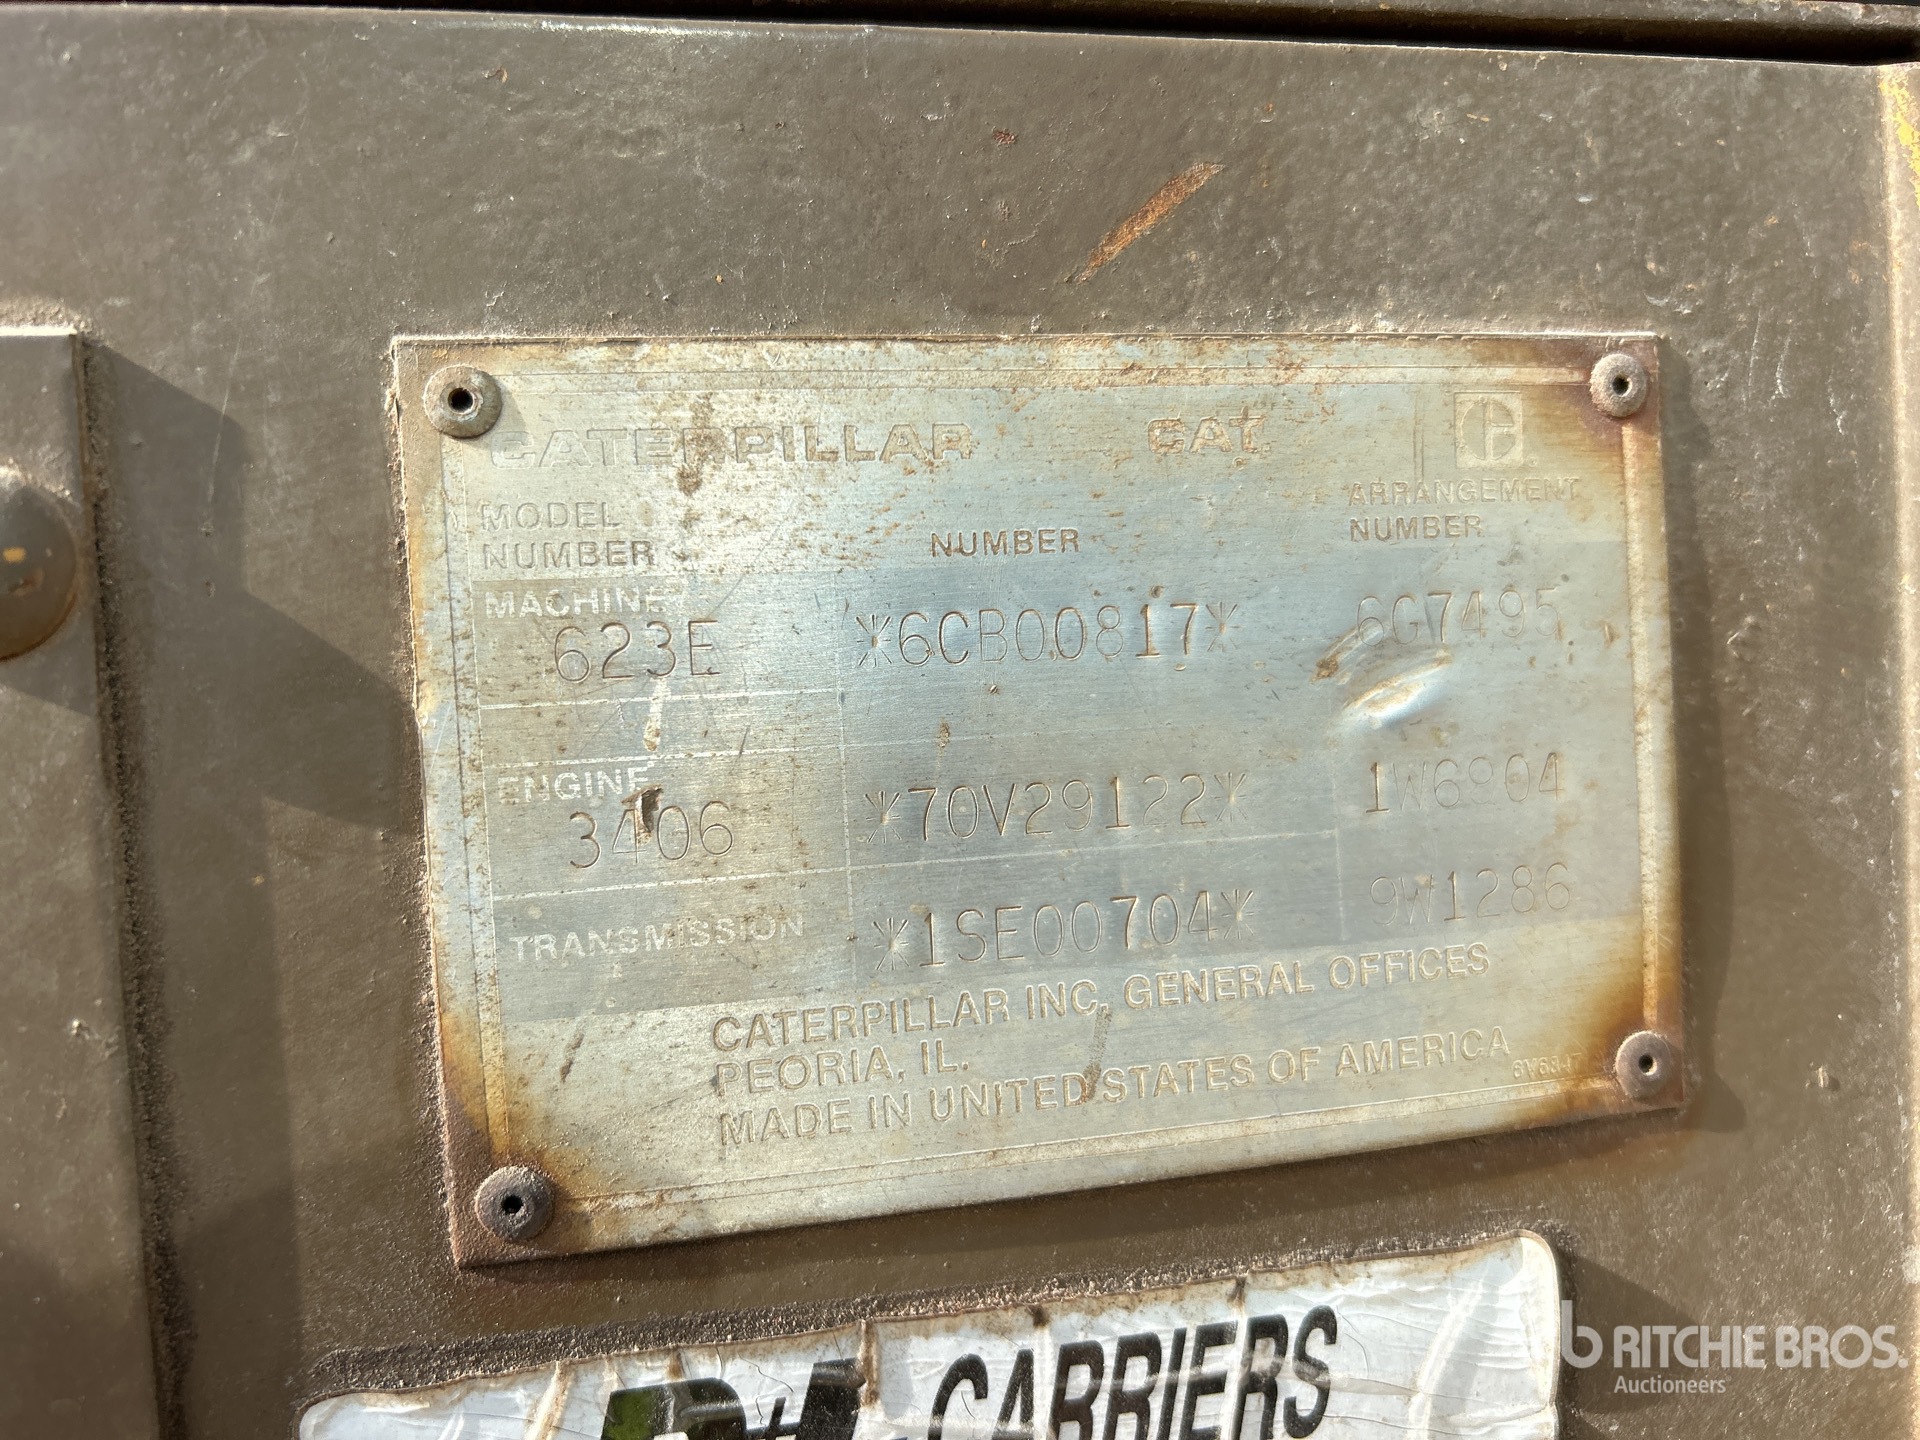 CATERPILLAR CAT
MODEL NUMBER NUMBER ARRANGEMENT NUMBER
MACHINE
623E *6CB00817* 6G7495
ENGINE
3406 *70V29122* 1W6804
TRANSMISSION *1SE00704* 9W1286
CATERPILLAR INC, GENERAL OFFICES
PEORIA, IL.
MADE IN UNITED STATES OF AMERICA
CARRIERS
RITCHIE BROS.
Auctioneers